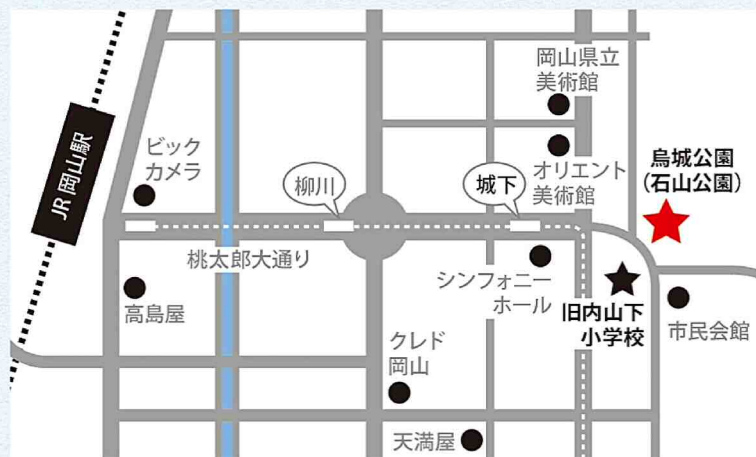 岡山県立
美術館
ビック
カメラ
オリエント
美術館
烏城公園
(石山公園)
JR 岡山駅
柳川
城下
桃太郎大通り
シンフォニー
ホール
高島屋
旧内山下
小学校
市民会館
クレド
岡山
天満屋